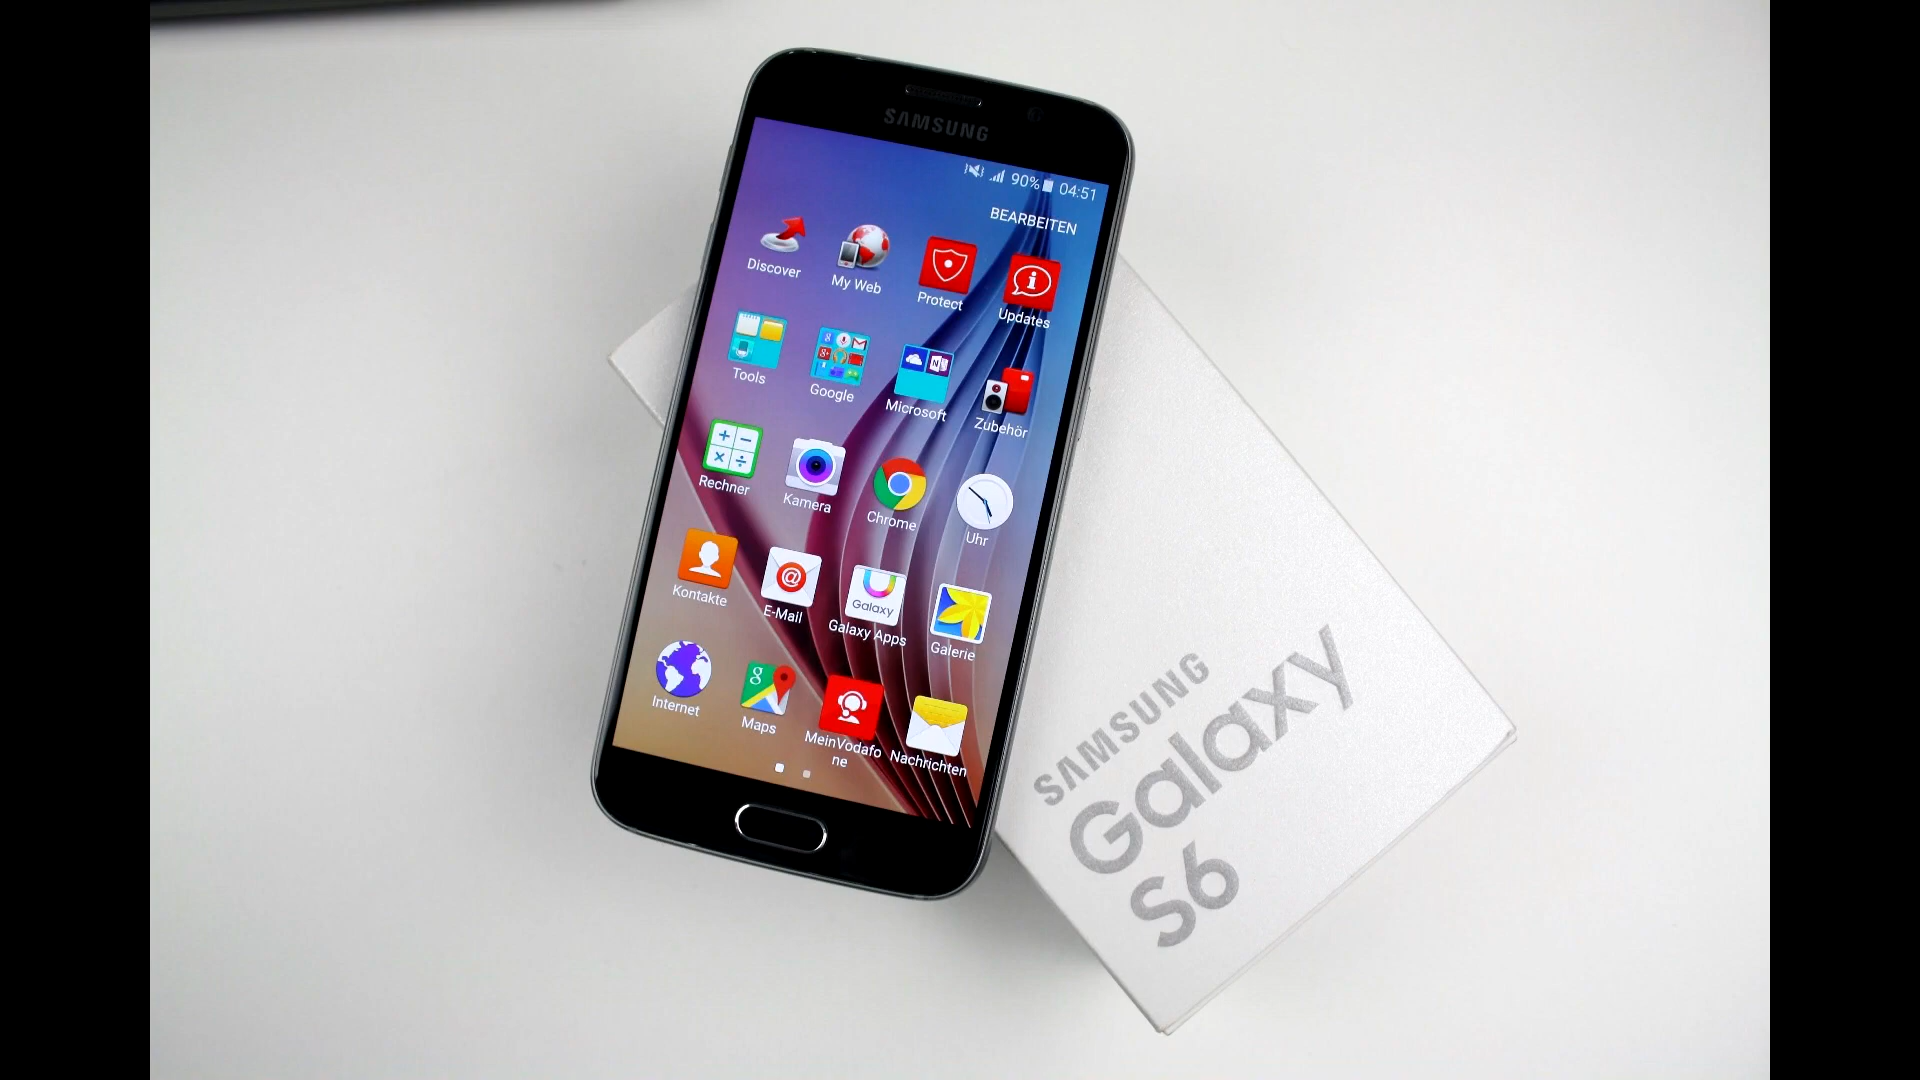 SAMSUNG
90% 04:51
BEARBEITEN
Discover
My Web
Protect
Updates
Tools
Google
Microsoft
Zubehör
Rechner
Kamera
Chrome
Uhr
Kontakte
E-Mail
Galaxy
Galaxy Apps
Galerie
Internet
Maps
MeinVodafo
ne
Nachrichten
SAMSUNG
Galaxy
S6